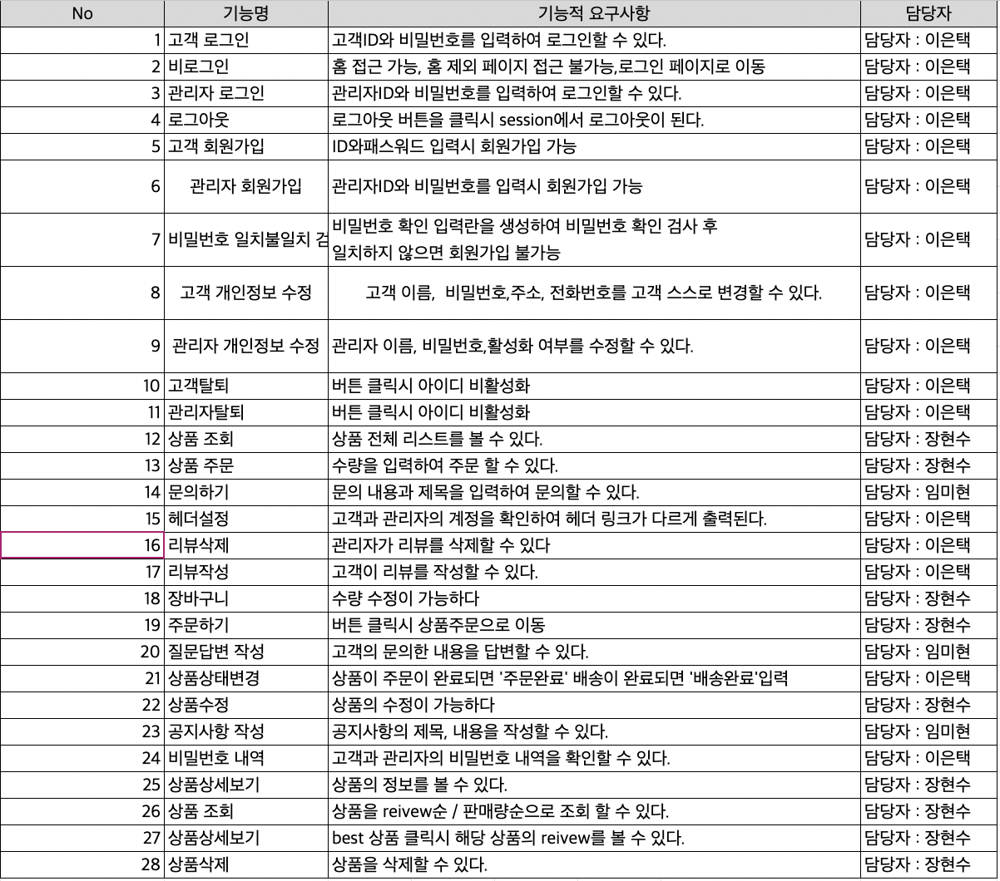 No 기능명 기능적 요구사항 담당자
1 고객 로그인 고객ID와 비밀번호를 입력하여 로그인할 수 있다. 담당자 : 이은택
2 비로그인 홈 접근 가능, 홈 제외 페이지 접근 불가능,로그인 페이지로 이동 담당자 : 이은택
3 관리자 로그인 관리자ID와 비밀번호를 입력하여 로그인할 수 있다. 담당자 : 이은택
4 로그아웃 로그아웃 버튼을 클릭시 session에서 로그아웃이 된다. 담당자 : 이은택
5 고객 회원가입 ID와패스워드 입력시 회원가입 가능 담당자 : 이은택
6 관리자 회원가입 관리자ID와 비밀번호를 입력시 회원가입 가능 담당자 : 이은택
7 비밀번호 일치불일치 검 비밀번호 확인 입력란을 생성하여 비밀번호 확인 검사 후
일치하지 않으면 회원가입 불가능 담당자 : 이은택
8 고객 개인정보 수정 고객 이름, 비밀번호,주소, 전화번호를 고객 스스로 변경할 수 있다. 담당자 : 이은택
9 관리자 개인정보 수정 관리자 이름, 비밀번호,활성화 여부를 수정할 수 있다. 담당자 : 이은택
10 고객탈퇴 버튼 클릭시 아이디 비활성화 담당자 : 이은택
11 관리자탈퇴 버튼 클릭시 아이디 비활성화 담당자 : 이은택
12 상품 조회 상품 전체 리스트를 볼 수 있다. 담당자 : 장현수
13 상품 주문 수량을 입력하여 주문 할 수 있다. 담당자 : 장현수
14 문의하기 문의 내용과 제목을 입력하여 문의할 수 있다. 담당자 : 임미현
15 헤더설정 고객과 관리자의 계정을 확인하여 헤더 링크가 다르게 출력된다. 담당자 : 이은택
16 리뷰삭제 관리자가 리뷰를 삭제할 수 있다 담당자 : 이은택
17 리뷰작성 고객이 리뷰를 작성할 수 있다. 담당자 : 이은택
18 장바구니 수량 수정이 가능하다 담당자 : 장현수
19 주문하기 버튼 클릭시 상품주문으로 이동 담당자 : 장현수
20 질문답변 작성 고객의 문의한 내용을 답변할 수 있다. 담당자 : 임미현
21 상품상태변경 상품이 주문이 완료되면 '주문완료' 배송이 완료되면 '배송완료'입력 담당자 : 이은택
22 상품수정 상품의 수정이 가능하다 담당자 : 장현수
23 공지사항 작성 공지사항의 제목, 내용을 작성할 수 있다. 담당자 : 임미현
24 비밀번호 내역 고객과 관리자의 비밀번호 내역을 확인할 수 있다. 담당자 : 이은택
25 상품상세보기 상품의 정보를 볼 수 있다. 담당자 : 장현수
26 상품 조회 상품을 reivew순 / 판매량순으로 조회 할 수 있다. 담당자 : 장현수
27 상품상세보기 best 상품 클릭시 해당 상품의 reivew를 볼 수 있다. 담당자 : 장현수
28 상품삭제 상품을 삭제할 수 있다. 담당자 : 장현수